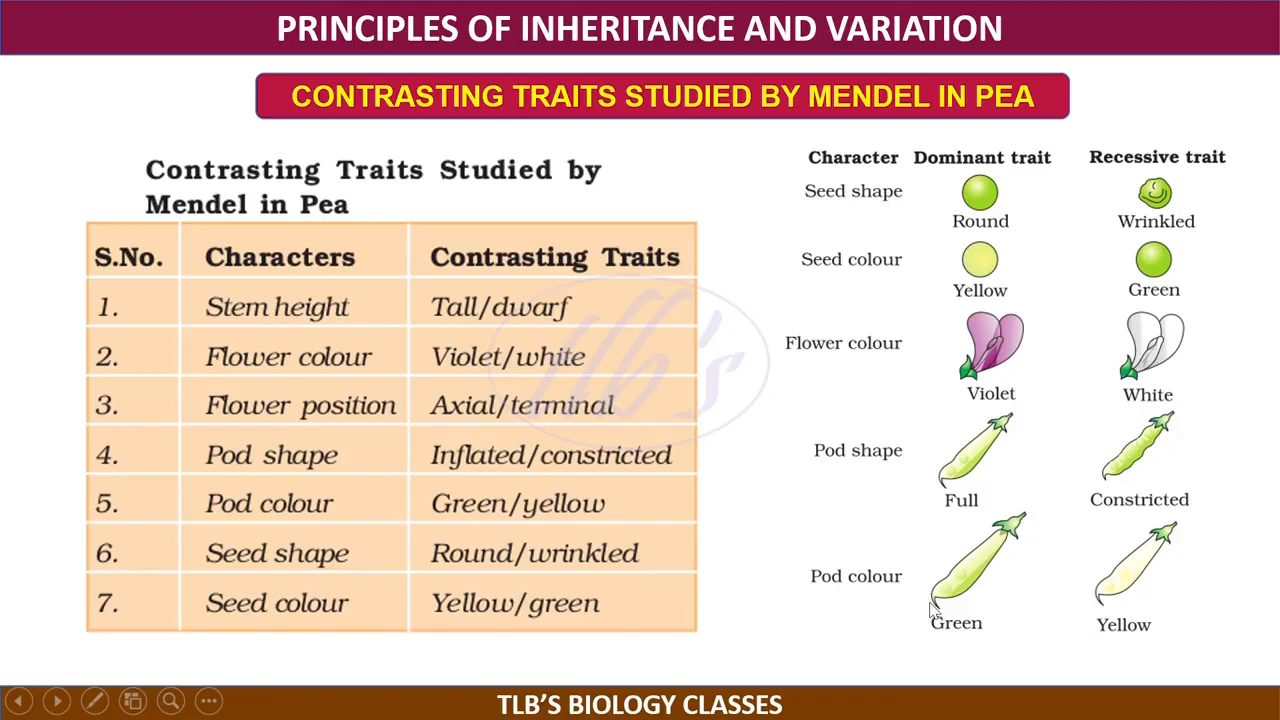 PRINCIPLES OF INHERITANCE AND VARIATION
CONTRASTING TRAITS STUDIED BY MENDEL IN PEA
Contrasting Traits Studied by
Mendel in Pea
S.No. Characters Contrasting Traits
1. Stem height Tall/dwarf
2. Flower colour Violet/white
3. Flower position Axial/terminal
4. Pod shape Inflated/constricted
5. Pod colour Green/yellow
6. Seed shape Round/wrinkled
7. Seed colour Yellow/green
tlb's
Character Dominant trait Recessive trait
Seed shape
Round Wrinkled
Seed colour
Yellow Green
Flower colour
Violet White
Pod shape
Full Constricted
Pod colour
Green Yellow
TLB'S BIOLOGY CLASSES